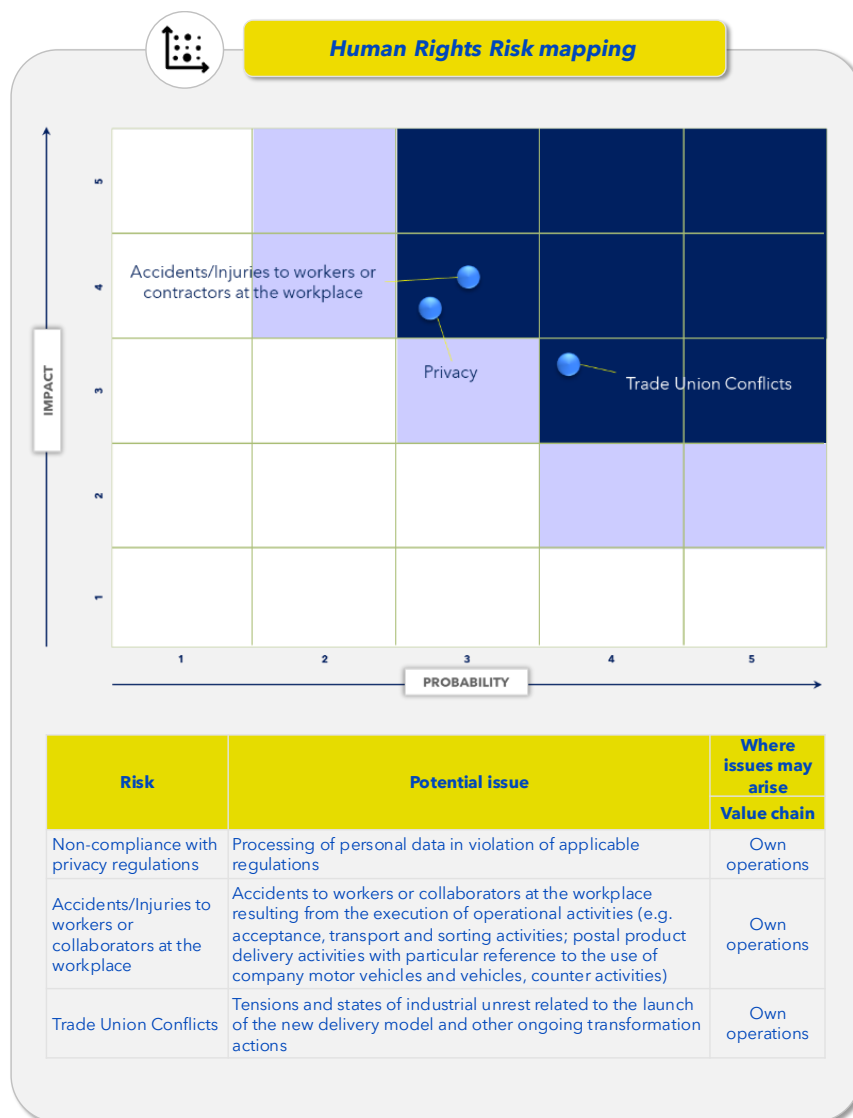 Human Rights Risk mapping
IMPACT
5
4
3
2
1
Accidents/Injuries to workers or
contractors at the workplace
Privacy
Trade Union Conflicts
1
2
3
4
5
PROBABILITY
Risk
Potential issue
Where
issues may
arise
Value chain
Non-compliance with
privacy regulations
Processing of personal data in violation of applicable
regulations
Own
operations
Accidents/Injuries to
workers or
collaborators at the
workplace
Accidents to workers or collaborators at the workplace
resulting from the execution of operational activities (e.g.
acceptance, transport and sorting activities; postal product
delivery activities with particular reference to the use of
company motor vehicles and vehicles, counter activities)
Own
operations
Trade Union Conflicts
Tensions and states of industrial unrest related to the launch
of the new delivery model and other ongoing transformation
actions
Own
operations